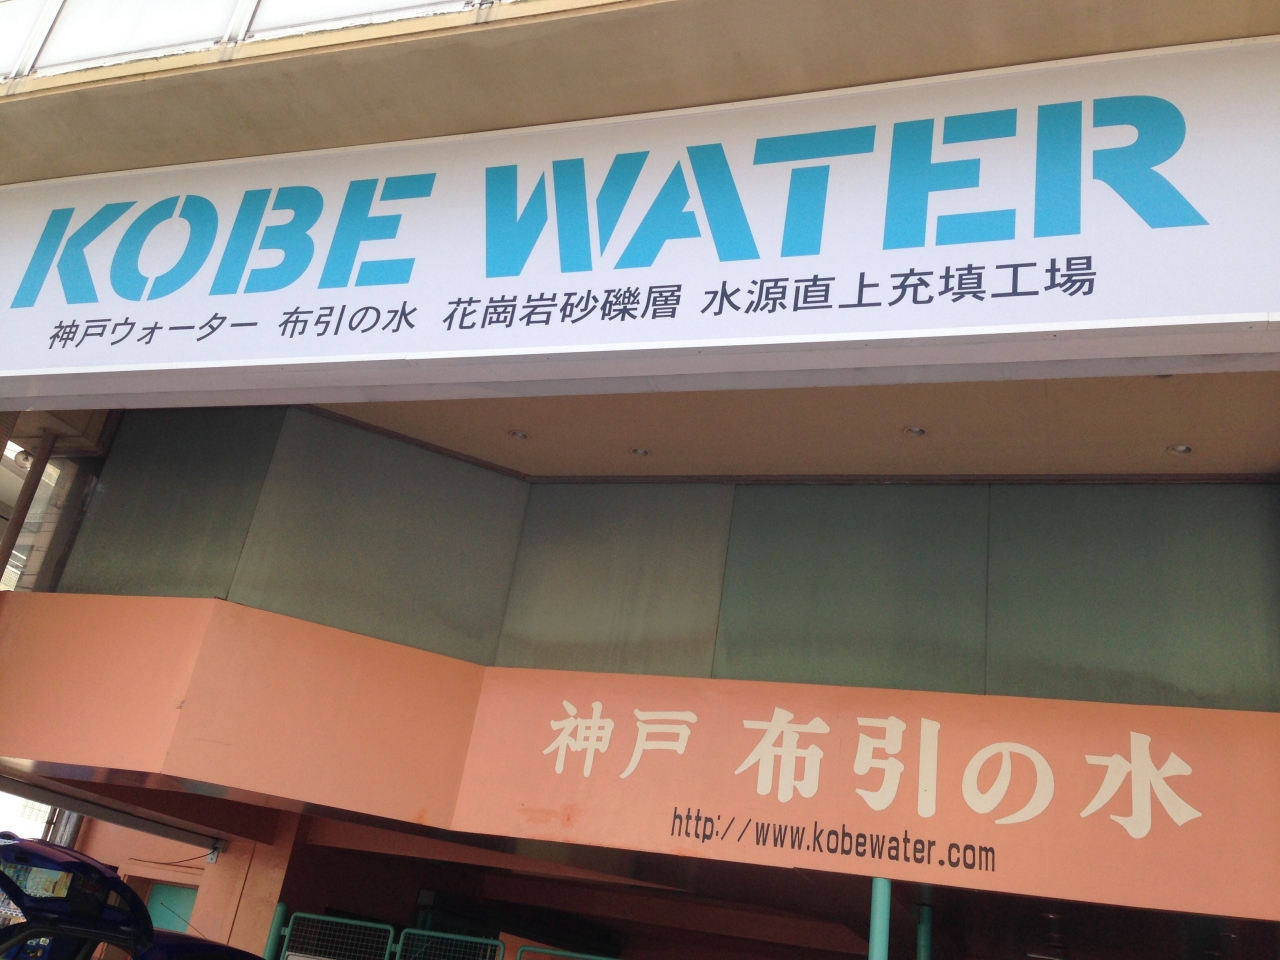 KOBE WATER
神戸ウォーター 布引の水 花崗岩砂礫層 水源直上充填工場
神戸 布引の水
http://www.kobewater.com